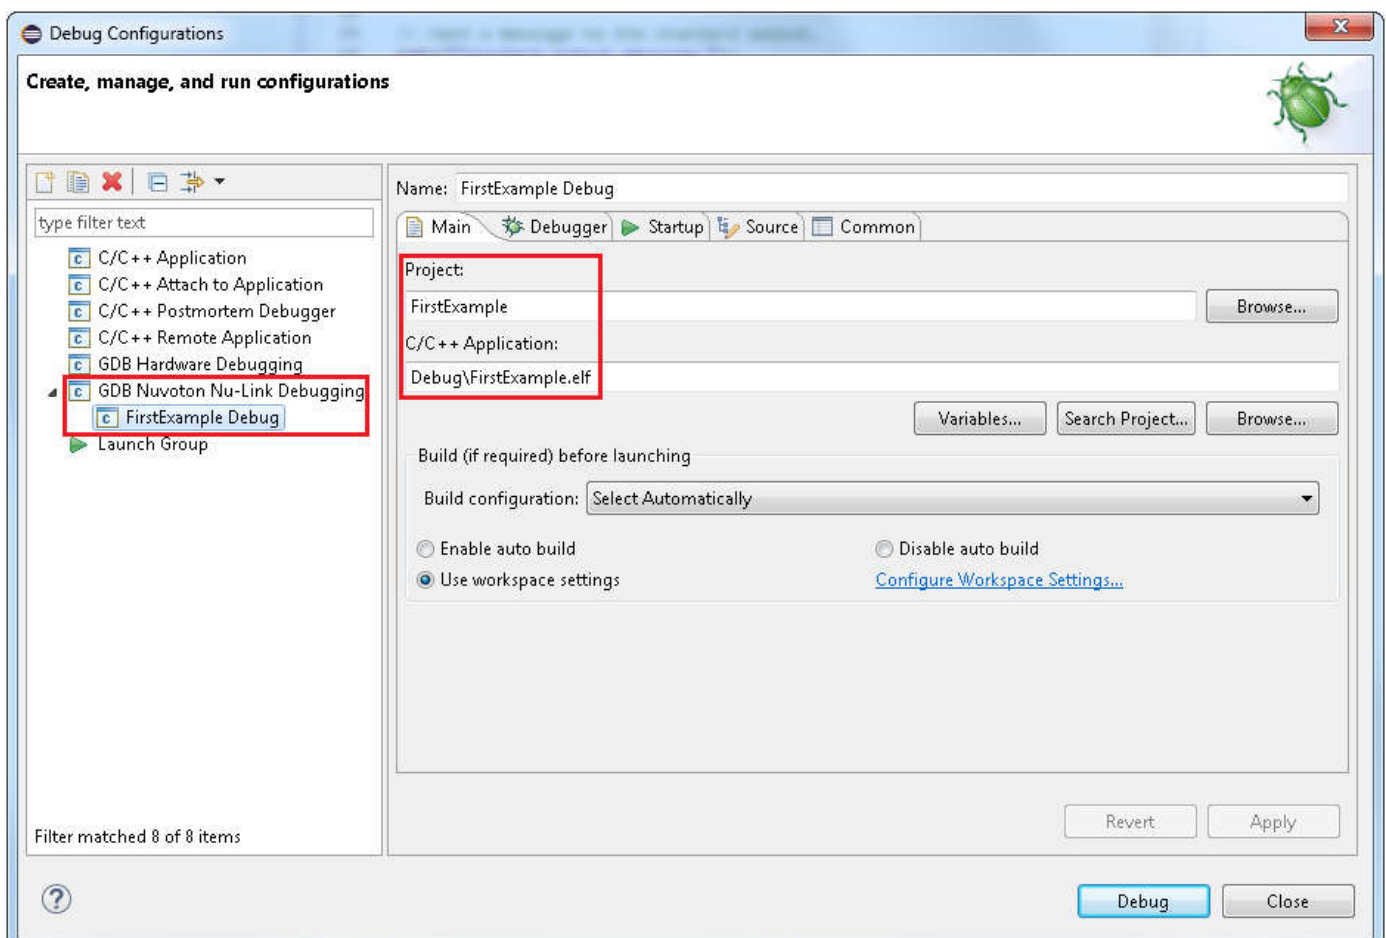 Debug Configurations
Create, manage, and run configurations
type filter text
C/C++ Application
C/C++ Attach to Application
C/C++ Postmortem Debugger
C/C++ Remote Application
GDB Hardware Debugging
GDB Nuvoton Nu-Link Debugging
FirstExample Debug
Launch Group
Filter matched 8 of 8 items
Name: FirstExample Debug
Main Debugger Startup Source Common
Project:
FirstExample Browse...
C/C++ Application:
Debug\FirstExample.elf
Variables... Search Project... Browse...
Build (if required) before launching
Build configuration: Select Automatically
Enable auto build Disable auto build
Use workspace settings Configure Workspace Settings...
Revert Apply
Debug Close